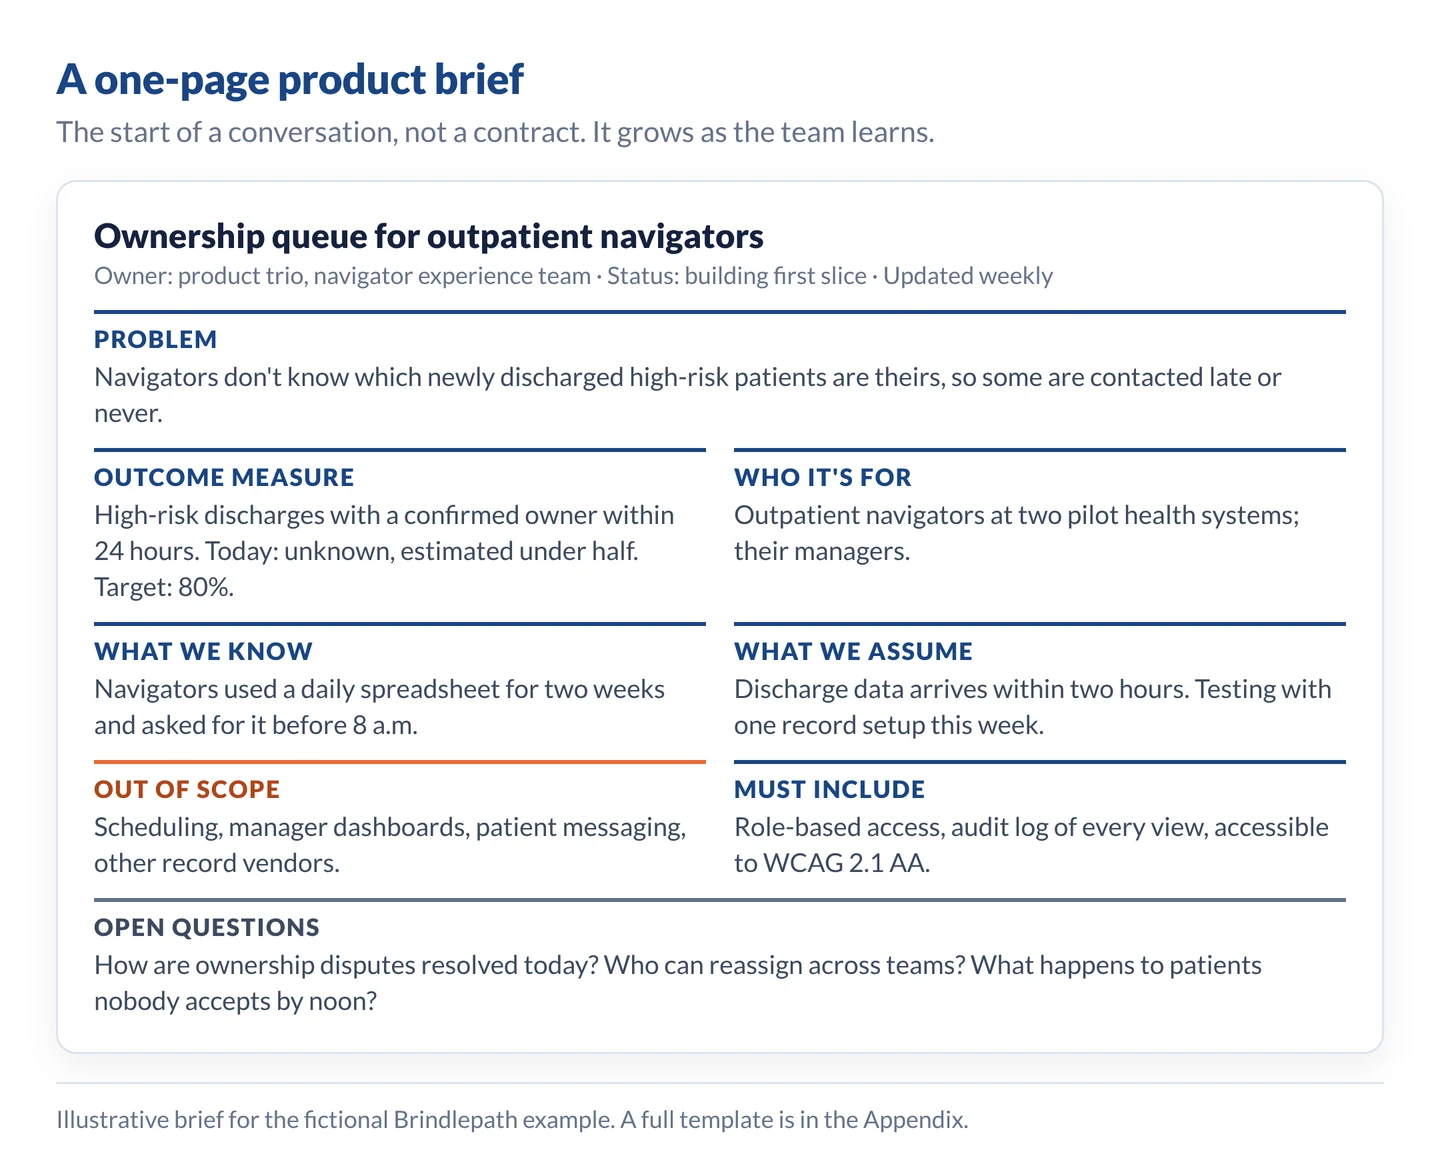 A one-page product brief
The start of a conversation, not a contract. It grows as the team learns.
Ownership queue for outpatient navigators
Owner: product trio, navigator experience team · Status: building first slice · Updated weekly
PROBLEM
Navigators don't know which newly discharged high-risk patients are theirs, so some are contacted late or
never.
OUTCOME MEASURE
High-risk discharges with a confirmed owner within
24 hours. Today: unknown, estimated under half.
Target: 80%.
WHO IT'S FOR
Outpatient navigators at two pilot health systems;
their managers.
WHAT WE KNOW
Navigators used a daily spreadsheet for two weeks
and asked for it before 8 a.m.
WHAT WE ASSUME
Discharge data arrives within two hours. Testing with
one record setup this week.
OUT OF SCOPE
Scheduling, manager dashboards, patient messaging,
other record vendors.
MUST INCLUDE
Role-based access, audit log of every view, accessible
to WCAG 2.1 AA.
OPEN QUESTIONS
How are ownership disputes resolved today? Who can reassign across teams? What happens to patients
nobody accepts by noon?
Illustrative brief for the fictional Brindlepath example. A full template is in the Appendix.